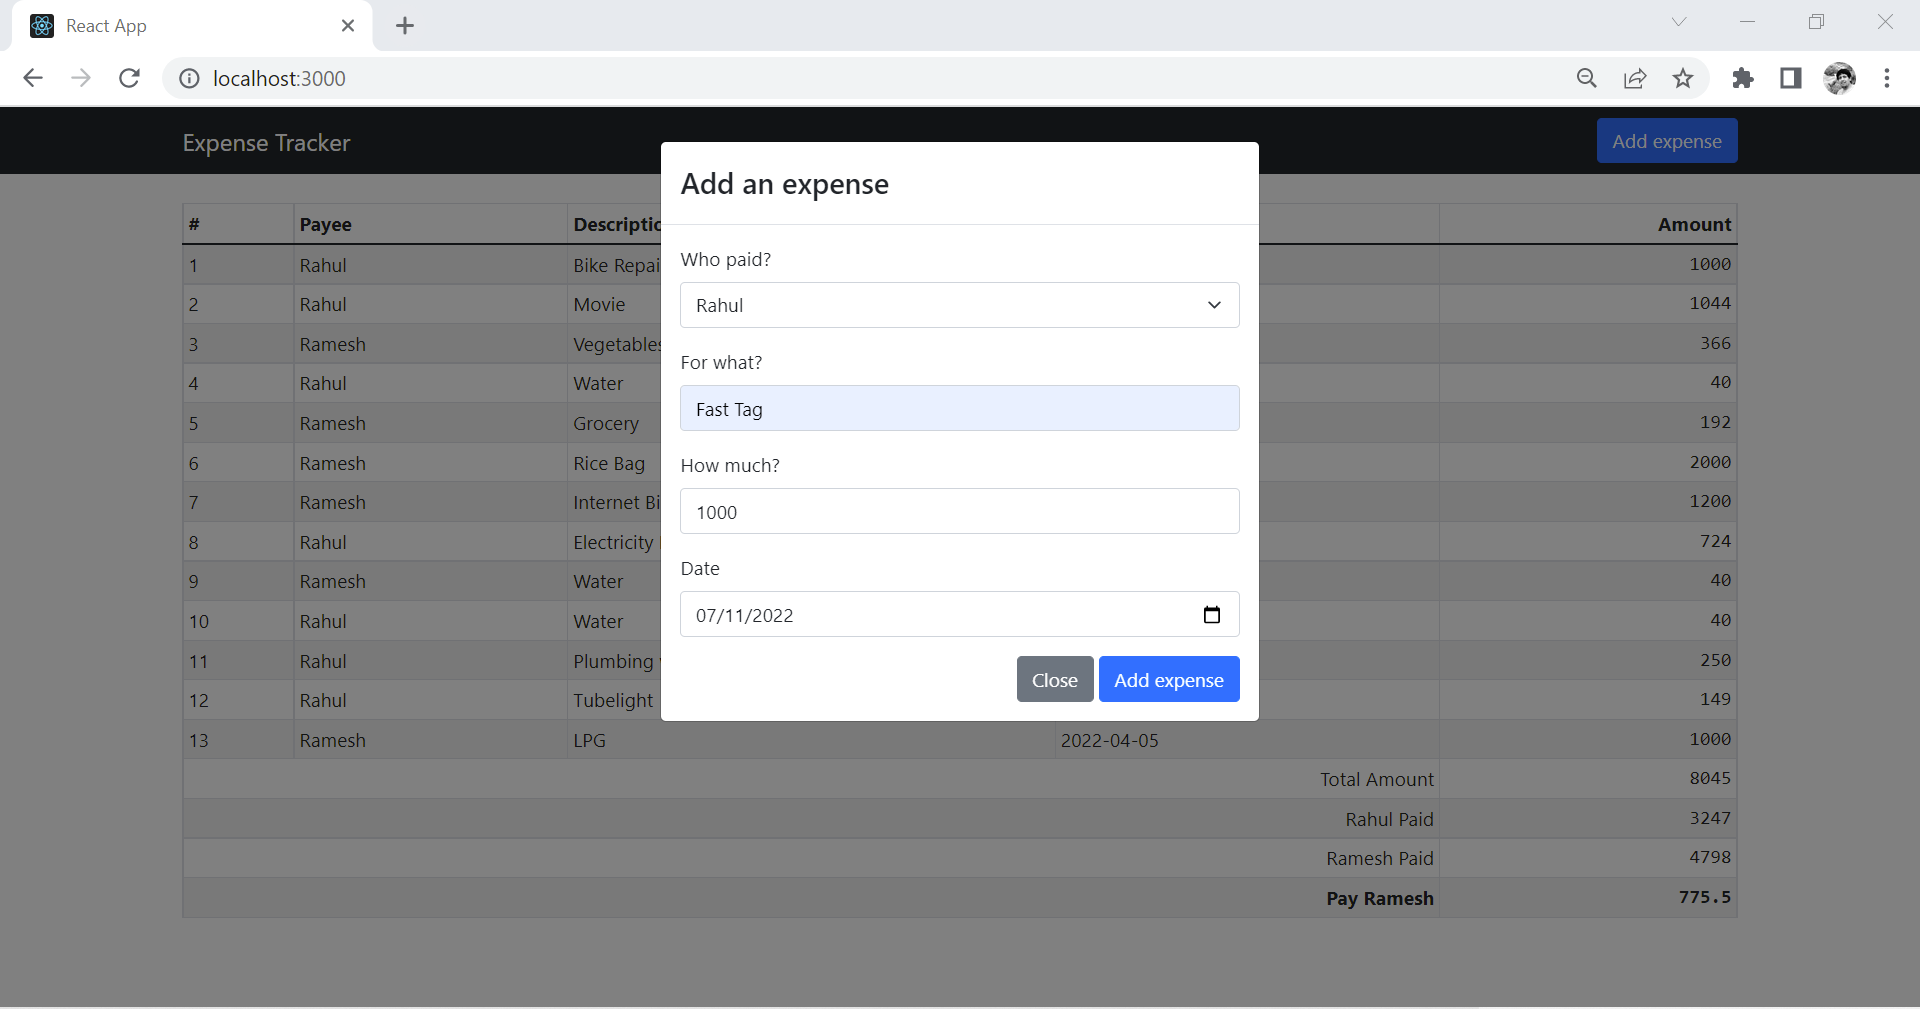 React App
localhost:3000
Expense Tracker Add expense
Add an expense
Who paid?
Rahul
For what?
Fast Tag
How much?
1000
Date
07/11/2022
Close Add expense
# Payee Amount
1 Rahul Bike 1000
2 Rahul Movie 1044
3 Ramesh Vegetables 366
4 Rahul Water 40
5 Ramesh Grocery 192
6 Ramesh Rice Bag 2000
7 Ramesh Internet 1200
8 Rahul Electricity 724
9 Ramesh Water 40
10 Rahul Water 40
11 Rahul Plumbing 250
12 Rahul Tubelight 149
13 Ramesh LPG 2022-04-05 1000
Total Amount 8045
Rahul Paid 3247
Ramesh Paid 4798
Pay Ramesh 775.5